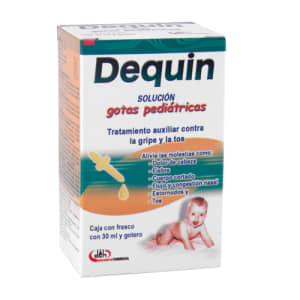 Dequin
SOLUCIÓN
gotas pediátricas
Tratamiento auxiliar contra
la gripe y la tos
Alivia las molestias como:
- Dolor de cabeza
- Fiebre
- Cuerpo cortado
- Flujo y congestión nasal
- Estornudos y
- Tos
Caja con frasco
con 30 ml y gotero